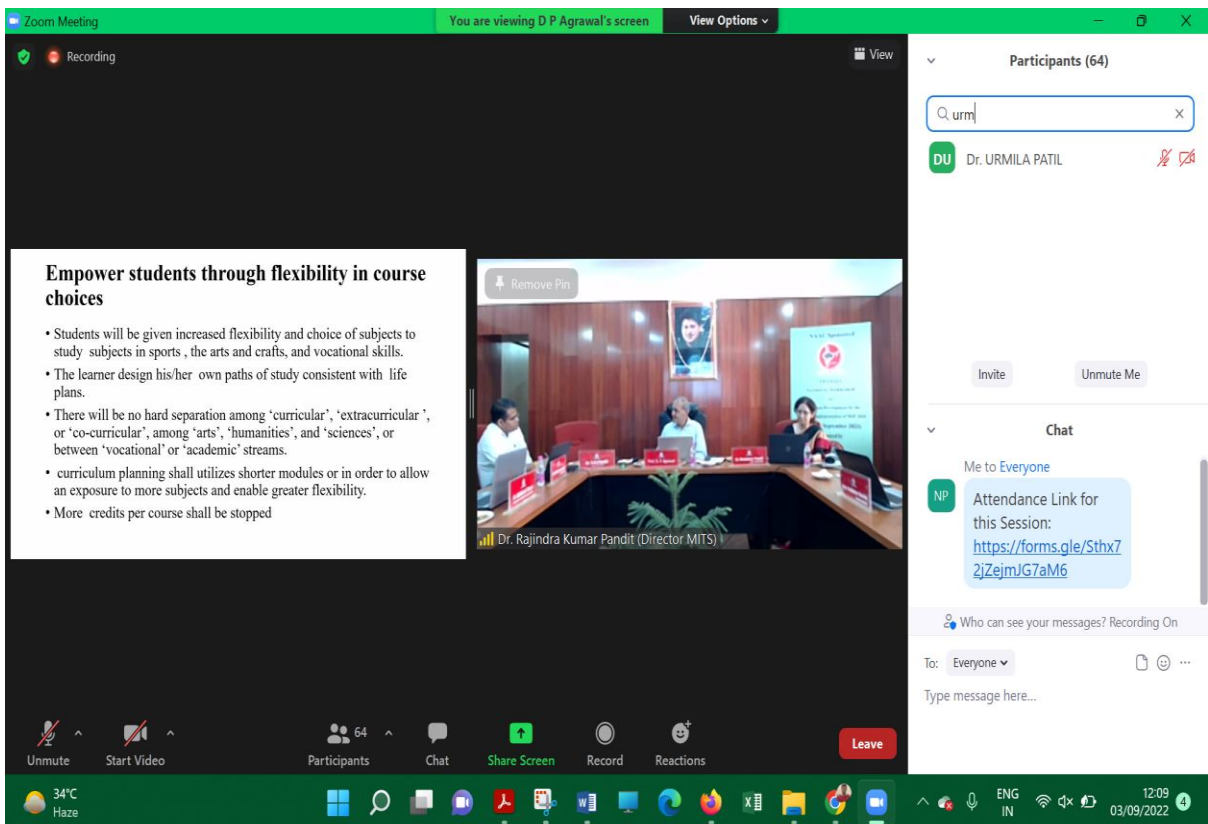 Zoom Meeting
You are viewing D P Agrawal's screen
View Options
Recording
View
Empower students through flexibility in course
choices
• Students will be given increased flexibility and choice of subjects to
study subjects in sports , the arts and crafts, and vocational skills.
• The learner design his/her own paths of study consistent with life
plans.
• There will be no hard separation among ‘curricular’, ‘extracurricular ’,
or ‘co-curricular’, among ‘arts’, ‘humanities’, and ‘sciences’, or
between ‘vocational’ or ‘academic’ streams.
• curriculum planning shall utilizes shorter modules or in order to allow
an exposure to more subjects and enable greater flexibility.
• More credits per course shall be stopped
Remove Pin
Dr. Rajindra Kumar Pandit (Director MITS)
Participants (64)
urm
DU Dr. URMILA PATIL
Invite
Unmute Me
Chat
Me to Everyone
NP
Attendance Link for
this Session:
https://forms.gle/Sthx7
2jZejmJG7aM6
Who can see your messages? Recording On
To: Everyone
Type message here...
Unmute
Start Video
64
Participants
Chat
Share Screen
Record
Reactions
Leave
34°C
Haze
ENG
IN
12:09
03/09/2022
4